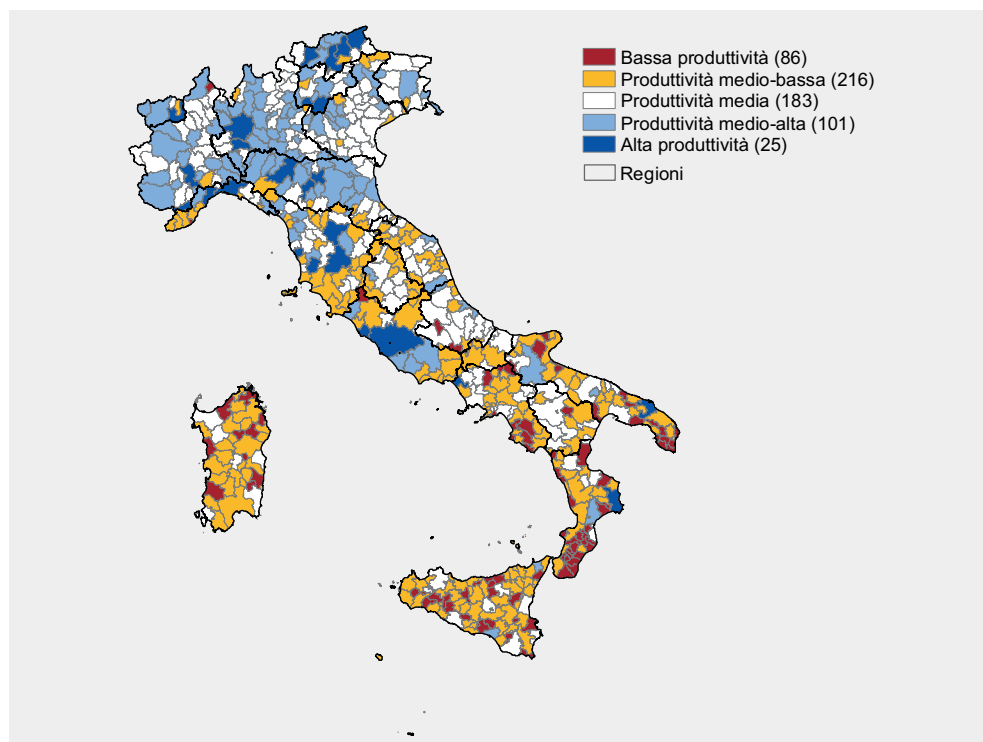 Bassa produttività (86)
Produttività medio-bassa (216)
Produttività media (183)
Produttività medio-alta (101)
Alta produttività (25)
Regioni